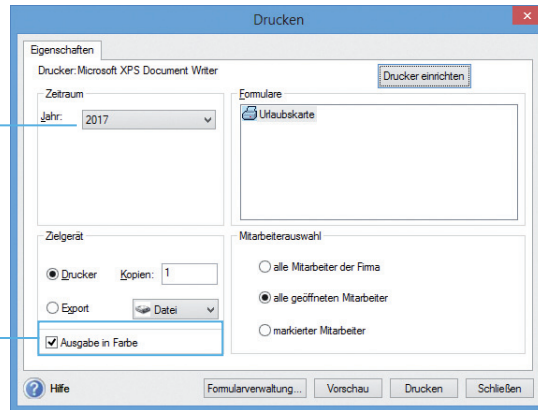 Drucken
Eigenschaften
Drucker:Microsoft XPS Document Writer
Drucker einrichten
Zeitraum
Jahr: 2017
Formulare
Urlaubskarte
Zielgerät
Drucker Kopien: 1
Export Datei
Ausgabe in Farbe
Mitarbeiterauswahl
alle Mitarbeiter der Firma
alle geöffneten Mitarbeiter
markierter Mitarbeiter
? Hilfe Formularverwaltung... Vorschau Drucken Schließen